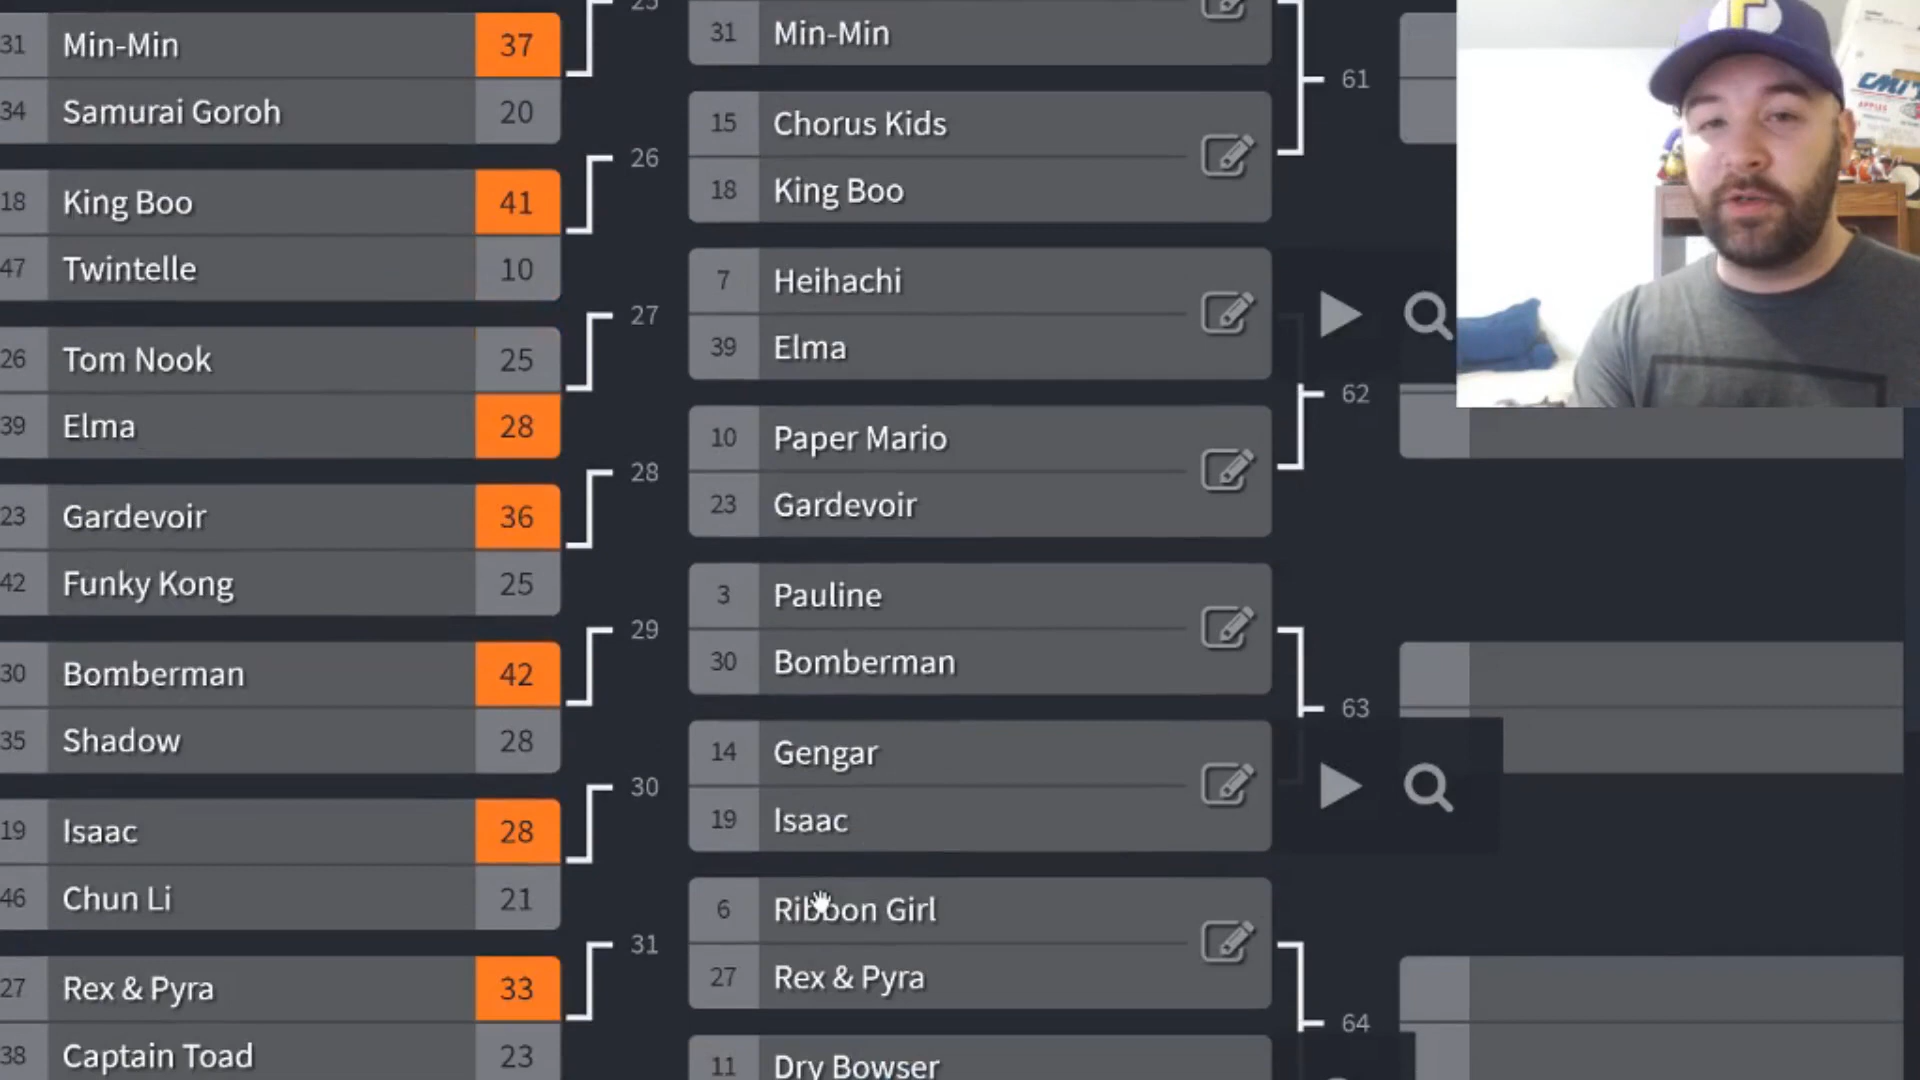 25
31 Min-Min 37
34 Samurai Goroh 20
26
18 King Boo 41
47 Twintelle 10
27
26 Tom Nook 25
39 Elma 28
28
23 Gardevoir 36
42 Funky Kong 25
29
30 Bomberman 42
35 Shadow 28
30
19 Isaac 28
46 Chun Li 21
31
27 Rex & Pyra 33
38 Captain Toad 23
31 Min-Min
61
15 Chorus Kids
18 King Boo
7 Heihachi
39 Elma
62
10 Paper Mario
23 Gardevoir
3 Pauline
30 Bomberman
63
14 Gengar
19 Isaac
6 Ribbon Girl
27 Rex & Pyra
64
11 Dry Bowser
APPLES